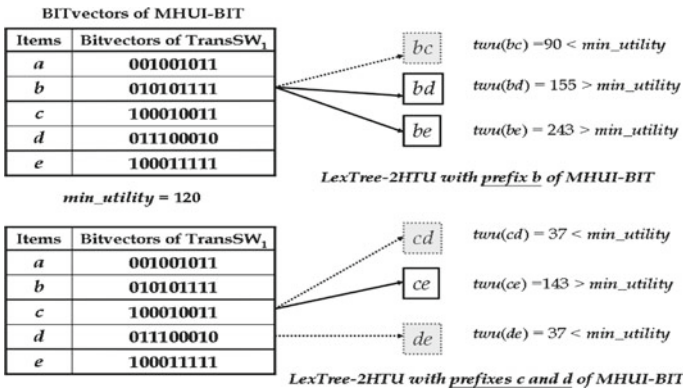 BITvectors of MHUI-BIT
Items Bitvectors of TransSW1
a 001001011
b 010101111
c 100010011
d 011100010
e 100011111
min_utility = 120
bc twu(bc) =90 < min_utility
bd twu(bd) = 155 > min_utility
be twu(be) = 243 > min_utility
LexTree-2HTU with prefix b of MHUI-BIT
Items Bitvectors of TransSW1
a 001001011
b 010101111
c 100010011
d 011100010
e 100011111
cd twu(cd) = 37 < min_utility
ce twu(ce) =143 > min_utility
de twu(de) = 37 < min_utility
LexTree-2HTU with prefixes c and d of MHUI-BIT